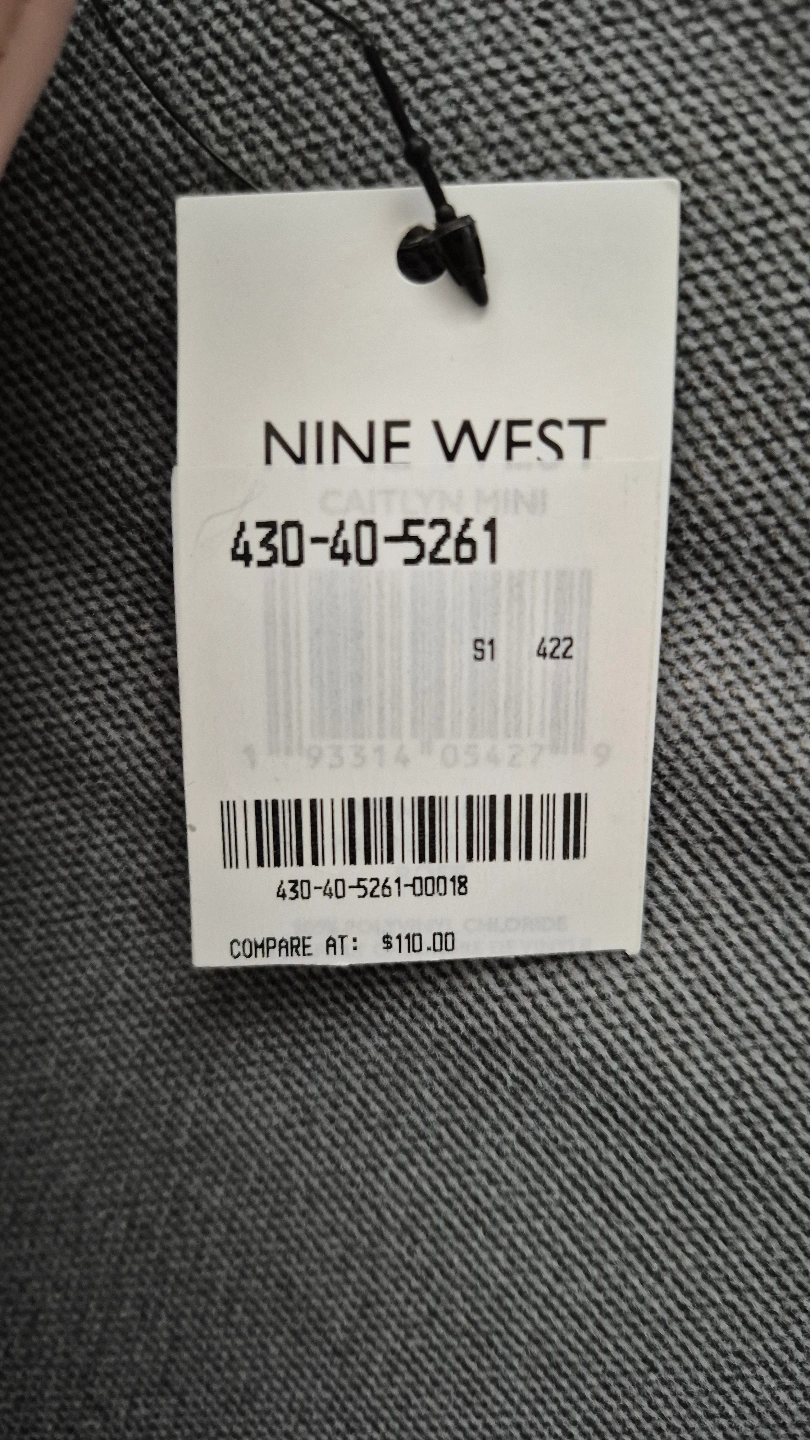 NINE WEST
CAITLYN MINI
430-40-5261
S1 422
1 93314 05427 9
430-40-5261-00018
CHLORIDE
COMPARE AT: $110.00